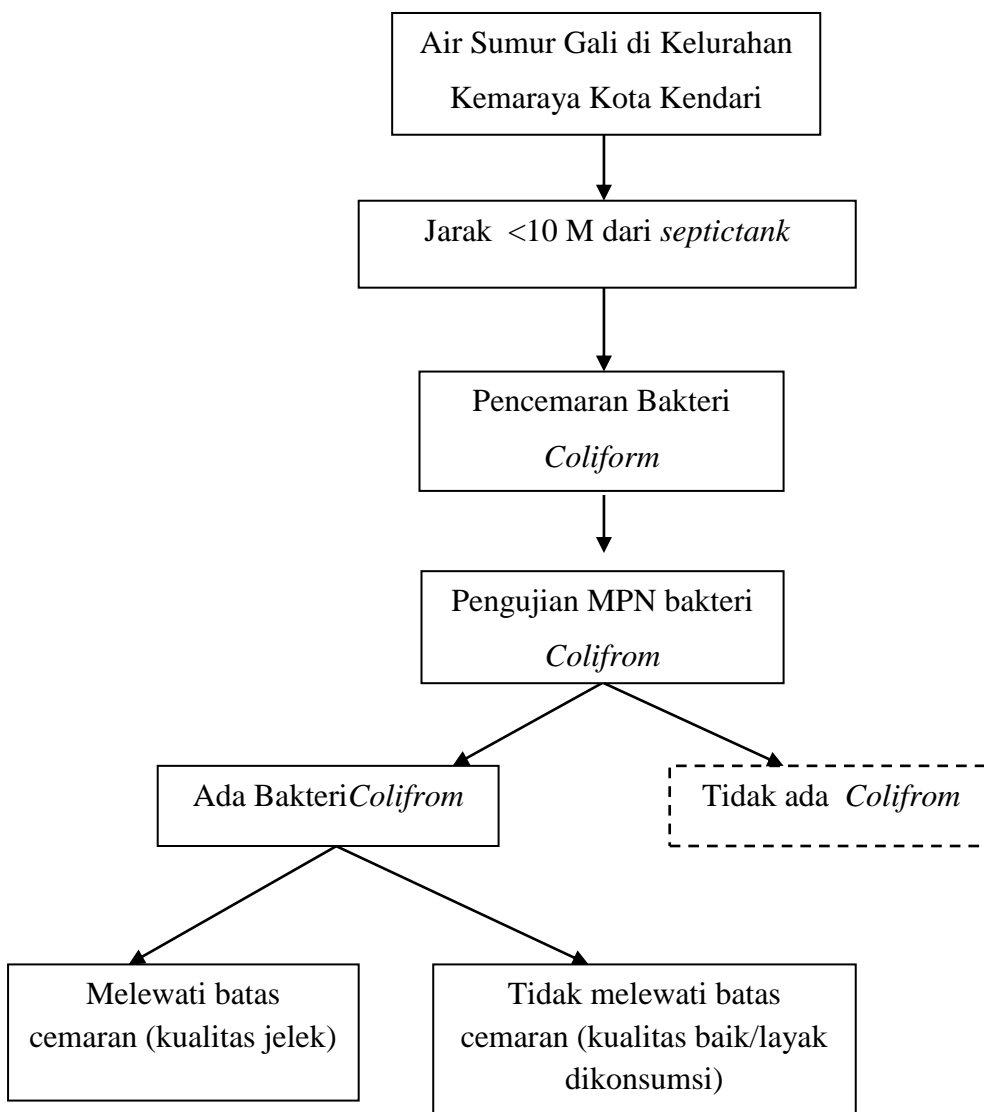 Air Sumur Gali di Kelurahan
Kemaraya Kota Kendari
Jarak <10 M dari septictank
Pencemaran Bakteri
Coliform
Pengujian MPN bakteri
Colifrom
Ada BakteriColifrom
Tidak ada Colifrom
Melewati batas
cemaran (kualitas jelek)
Tidak melewati batas
cemaran (kualitas baik/layak
dikonsumsi)